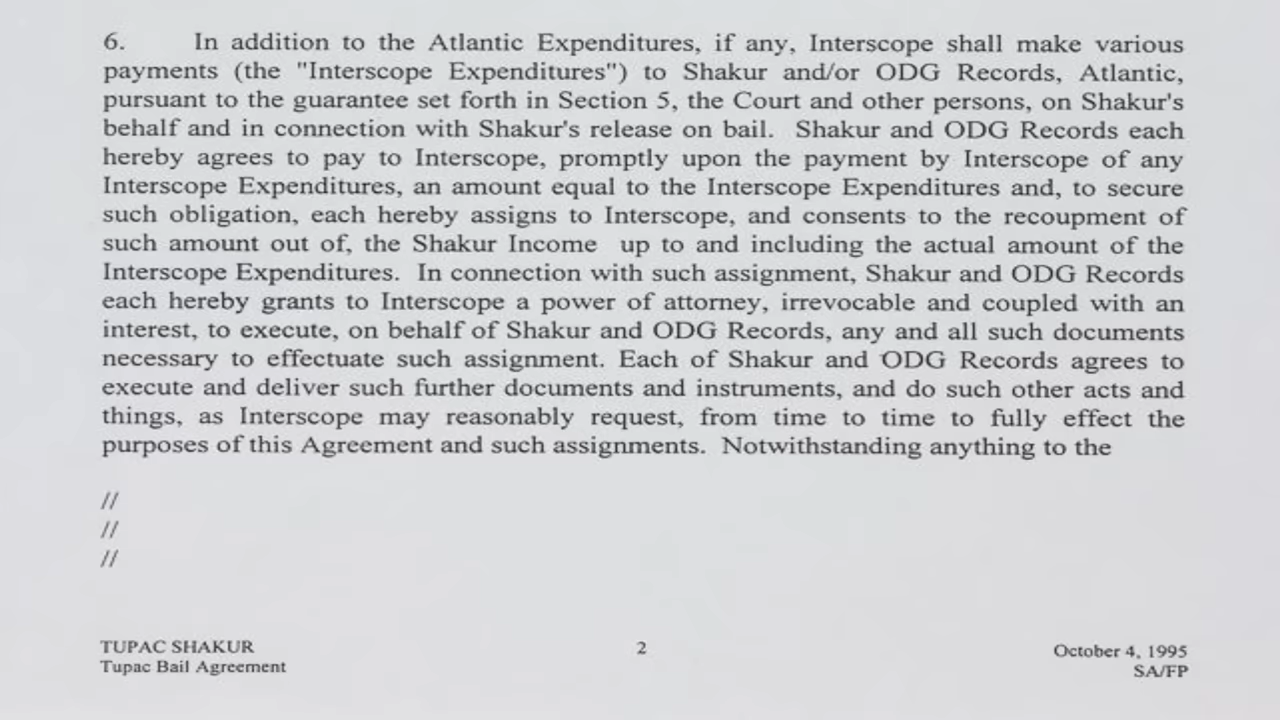 6. In addition to the Atlantic Expenditures, if any, Interscope shall make various
payments (the "Interscope Expenditures") to Shakur and/or ODG Records, Atlantic,
pursuant to the guarantee set forth in Section 5, the Court and other persons, on Shakur's
behalf and in connection with Shakur's release on bail. Shakur and ODG Records each
hereby agrees to pay to Interscope, promptly upon the payment by Interscope of any
Interscope Expenditures, an amount equal to the Interscope Expenditures and, to secure
such obligation, each hereby assigns to Interscope, and consents to the recoupment of
such amount out of, the Shakur Income up to and including the actual amount of the
Interscope Expenditures. In connection with such assignment, Shakur and ODG Records
each hereby grants to Interscope a power of attorney, irrevocable and coupled with an
interest, to execute, on behalf of Shakur and ODG Records, any and all such documents
necessary to effectuate such assignment. Each of Shakur and ODG Records agrees to
execute and deliver such further documents and instruments, and do such other acts and
things, as Interscope may reasonably request, from time to time to fully effect the
purposes of this Agreement and such assignments. Notwithstanding anything to the
//
//
//
TUPAC SHAKUR
Tupac Bail Agreement
2
October 4, 1995
SA/FP